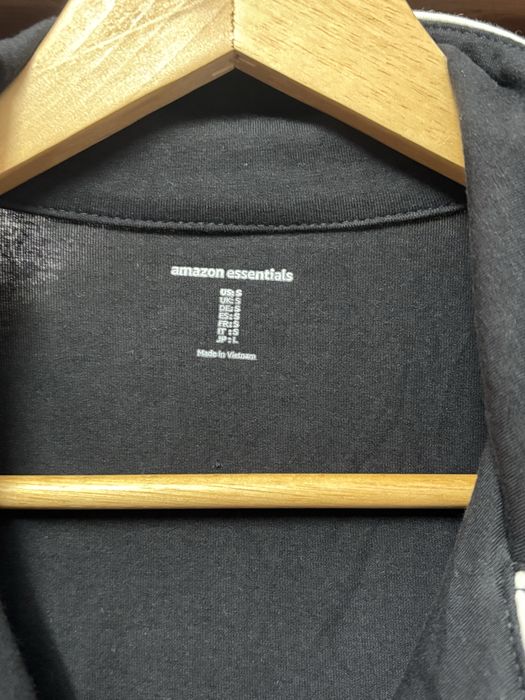 amazon essentials
US:S
UK:S
DE:S
ES:S
FR:S
IT:S
JP:L
Made in Vietnam